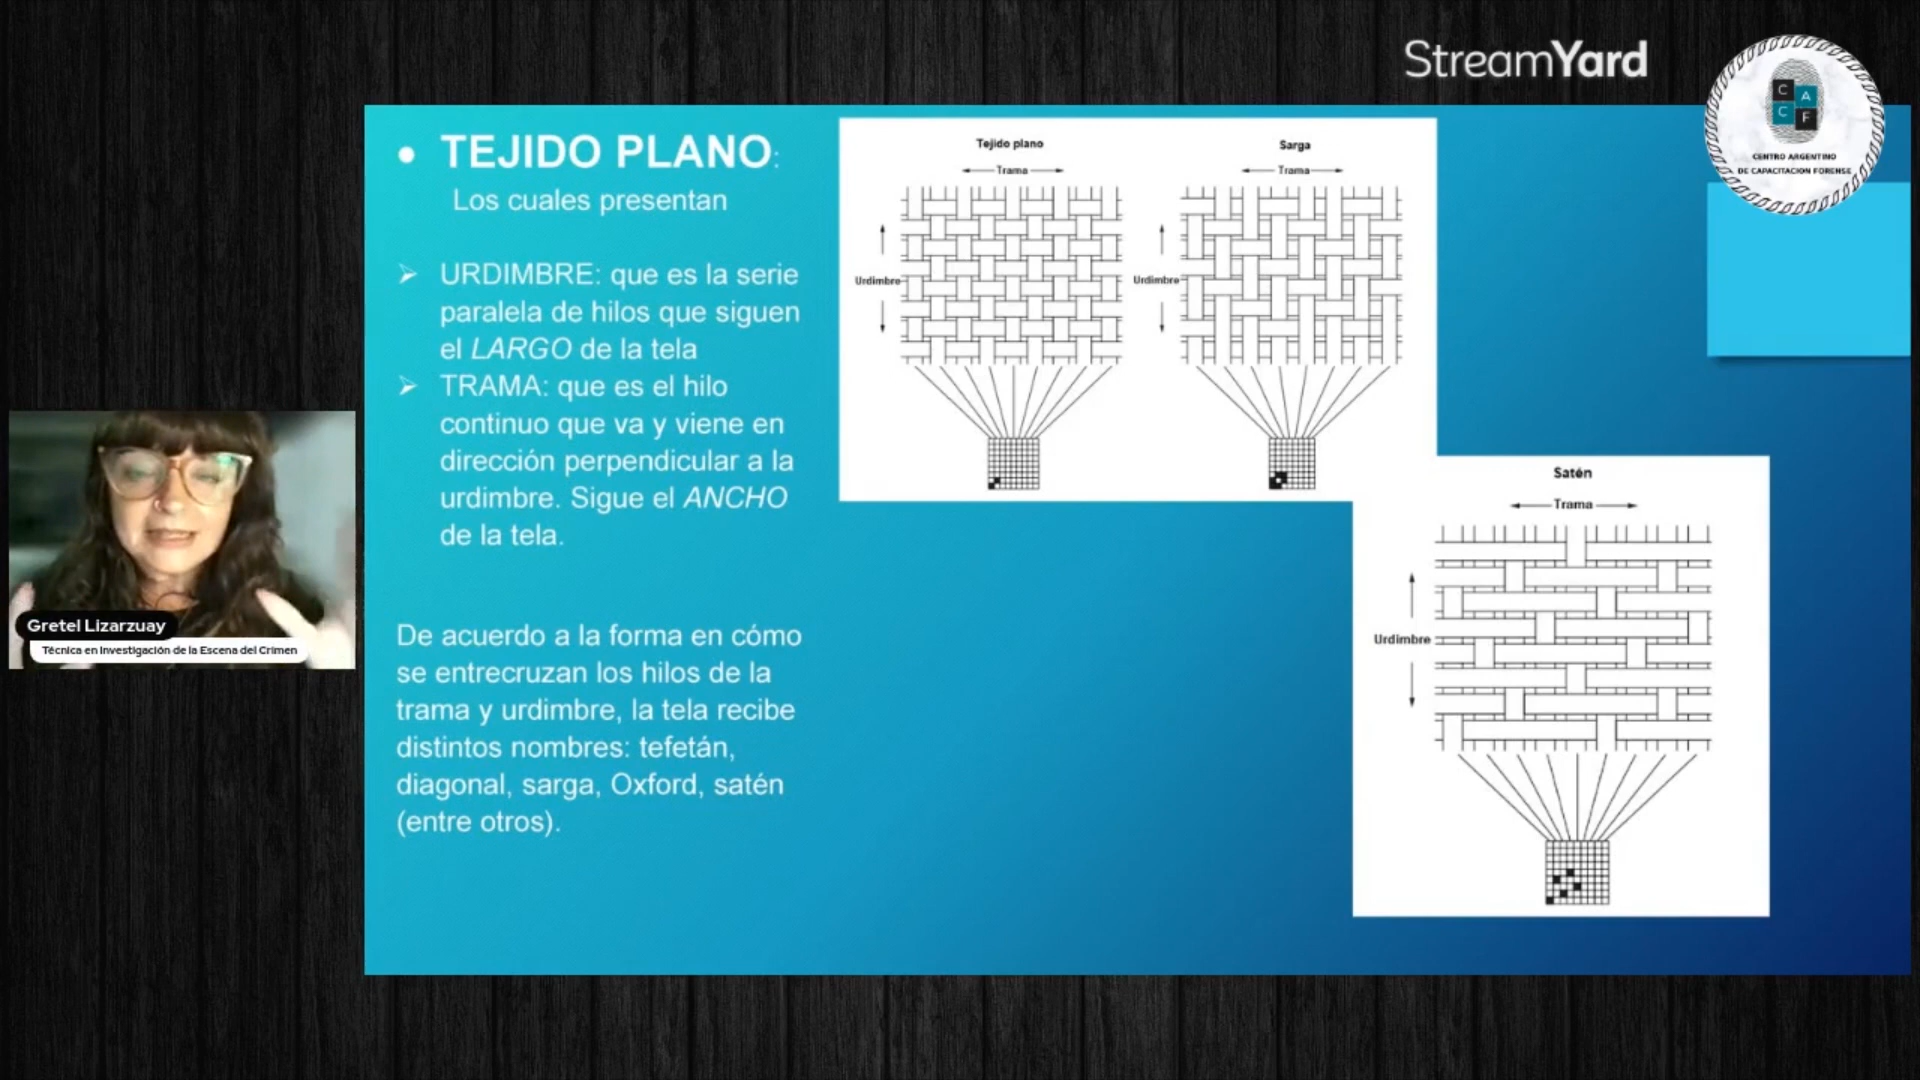 StreamYard
C
A
C
F
CENTRO ARGENTINO
DE CAPACITACION FORENSE
• TEJIDO PLANO:
Los cuales presentan
➢ URDIMBRE: que es la serie
paralela de hilos que siguen
el LARGO de la tela
➢ TRAMA: que es el hilo
continuo que va y viene en
dirección perpendicular a la
urdimbre. Sigue el ANCHO
de la tela.
De acuerdo a la forma en cómo
se entrecruzan los hilos de la
trama y urdimbre, la tela recibe
distintos nombres: tefetán,
diagonal, sarga, Oxford, satén
(entre otros).
Tejido plano
Trama
Urdimbre
Sarga
Trama
Urdimbre
Satén
Trama
Urdimbre
Gretel Lizarzuay
Técnica en Investigación de la Escena del Crimen